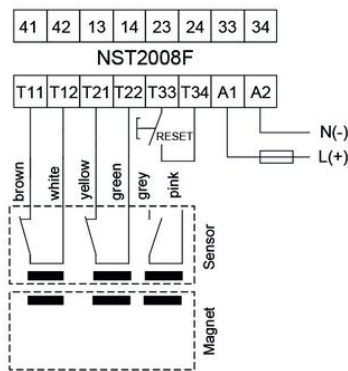 41 42 13 14 23 24 33 34
NST2008F
T11 T12 T21 T22 T33 T34 A1 A2
RESET
N(-)
L(+)
brown white yellow green grey pink
Sensor
Magnet